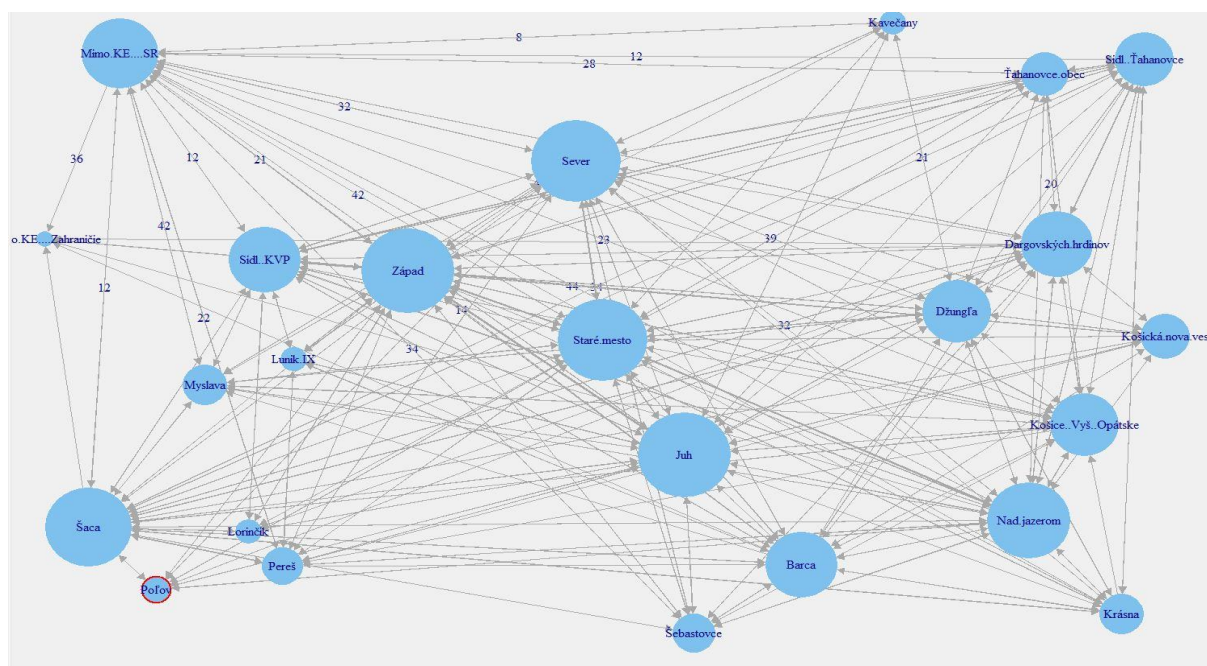 Kavečany
8
Mimo.KE....SR
12
Sídl..Ťahanovce
28
Ťahanovce.obec
32
36
12
21
Sever
21
20
42
42
o.KE....Zahraničie
23
39
Dargovských.hrdinov
Sídl..KVP
Západ
12
44
14
Džungľa
22
32
Staré.mesto
Košická.nova.ves
34
Lunik.IX
Myslava
Košice..Vyš..Opátske
Juh
Šaca
Nad.jazerom
Lorinčík
Pereš
Barca
Poľov
Krásna
Šebastovce